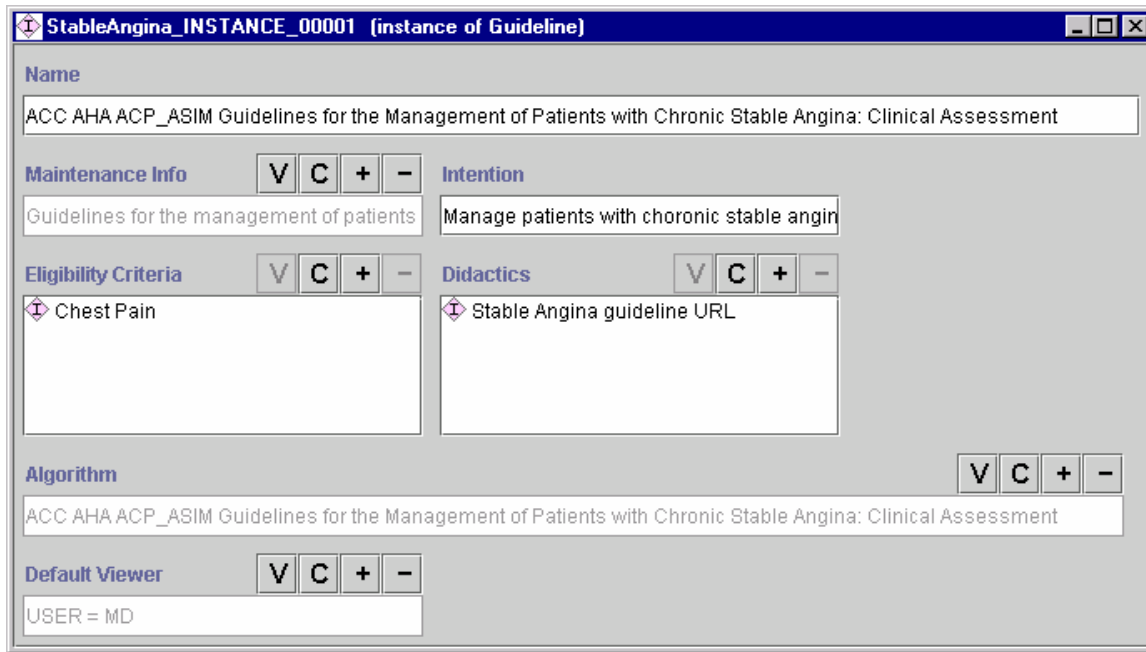 StableAngina_INSTANCE_00001 (instance of Guideline)
Name
ACC AHA ACP_ASIM Guidelines for the Management of Patients with Chronic Stable Angina: Clinical Assessment
Maintenance Info V C + − Intention
Guidelines for the management of patients Manage patients with choronic stable angin
Eligibility Criteria V C + − Didactics V C + −
I Chest Pain I Stable Angina guideline URL
Algorithm V C + −
ACC AHA ACP_ASIM Guidelines for the Management of Patients with Chronic Stable Angina: Clinical Assessment
Default Viewer V C + −
USER = MD